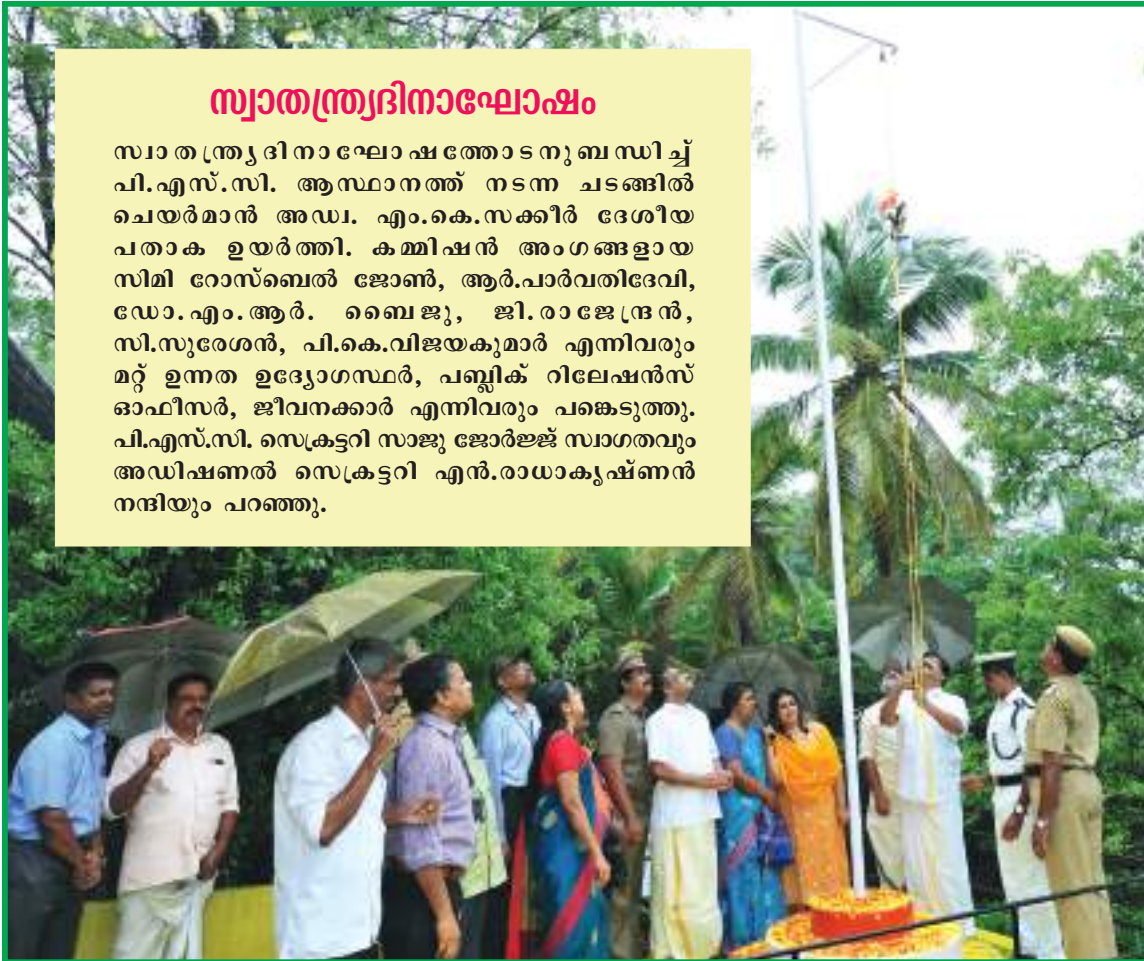 സ്വാതന്ത്ര്യദിനാഘോഷം
സ്വാതന്ത്ര്യദിനാഘോഷത്തോടനുബന്ധിച്ച്
പി.എസ്.സി. ആസ്ഥാനത്ത് നടന്ന ചടങ്ങിൽ
ചെയർമാൻ അഡ്വ. എം.കെ.സക്കീർ ദേശീയ
പതാക ഉയർത്തി. കമ്മിഷൻ അംഗങ്ങളായ
സിമി റോസ്ബെൽ ജോൺ, ആർ.പാർവതിദേവി,
ഡോ.എം.ആർ. ബൈജു, ജി.രാജേന്ദ്രൻ,
സി.സുരേശൻ, പി.കെ.വിജയകുമാർ എന്നിവരും
മറ്റ് ഉന്നത ഉദ്യോഗസ്ഥർ, പബ്ലിക് റിലേഷൻസ്
ഓഫീസർ, ജീവനക്കാർ എന്നിവരും പങ്കെടുത്തു.
പി.എസ്.സി. സെക്രട്ടറി സാജു ജോർജ്ജ് സ്വാഗതവും
അഡിഷണൽ സെക്രട്ടറി എൻ.രാധാകൃഷ്ണൻ
നന്ദിയും പറഞ്ഞു.